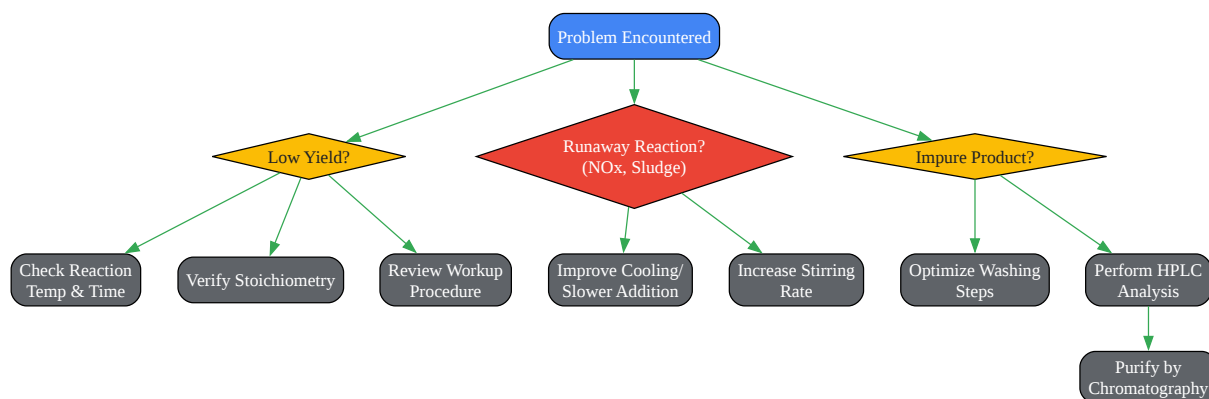 Problem Encountered
Low Yield?
Runaway Reaction?
(NOx, Sludge)
Impure Product?
Check Reaction
Temp & Time
Verify Stoichiometry
Review Workup
Procedure
Improve Cooling/
Slower Addition
Increase Stirring
Rate
Optimize Washing
Steps
Perform HPLC
Analysis
Purify by
Chromatography